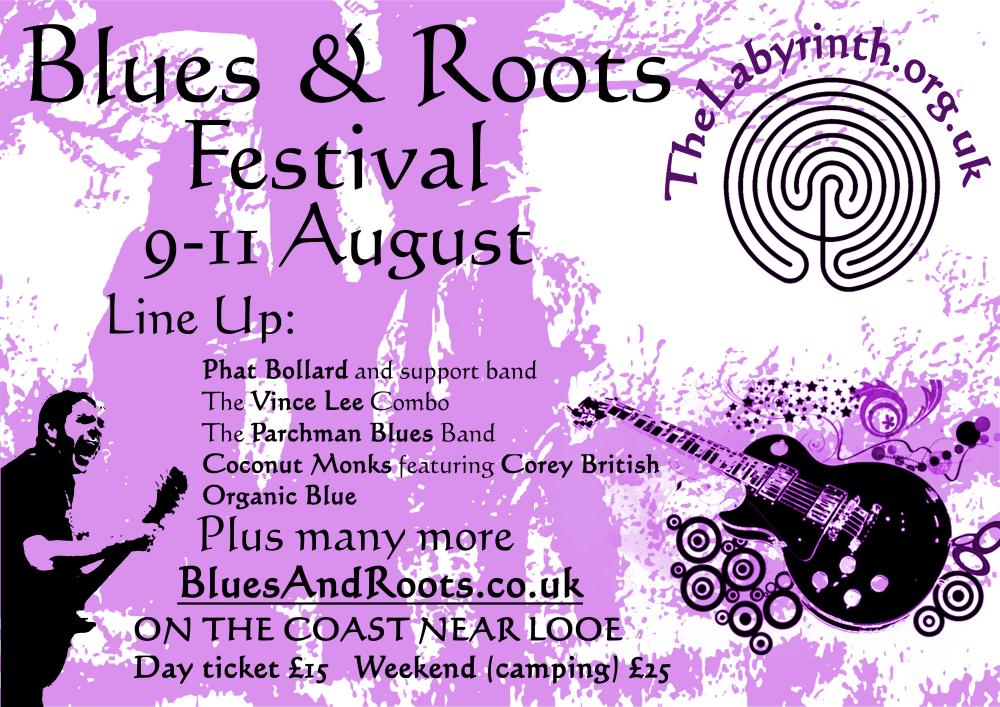 Blues & Roots
Festival
9-11 August
TheLabyrinth.org.uk
Line Up:
Phat Bollard and support band
The Vince Lee Combo
The Parchman Blues Band
Coconut Monks featuring Corey British
Organic Blue
Plus many more
BluesAndRoots.co.uk
ON THE COAST NEAR LOOE
Day ticket £15 Weekend (camping) £25